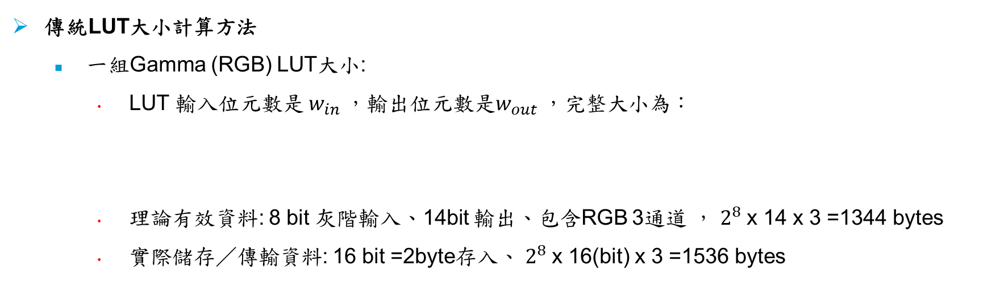 傳統LUT大小計算方法
一組Gamma (RGB) LUT大小:
LUT 輸入位元數是 w_in ，輸出位元數是w_out ，完整大小為：
理論有效資料: 8 bit 灰階輸入、14bit 輸出、包含RGB 3通道 ， 2⁸ x 14 x 3 =1344 bytes
實際儲存／傳輸資料: 16 bit =2byte存入、 2⁸ x 16(bit) x 3 =1536 bytes